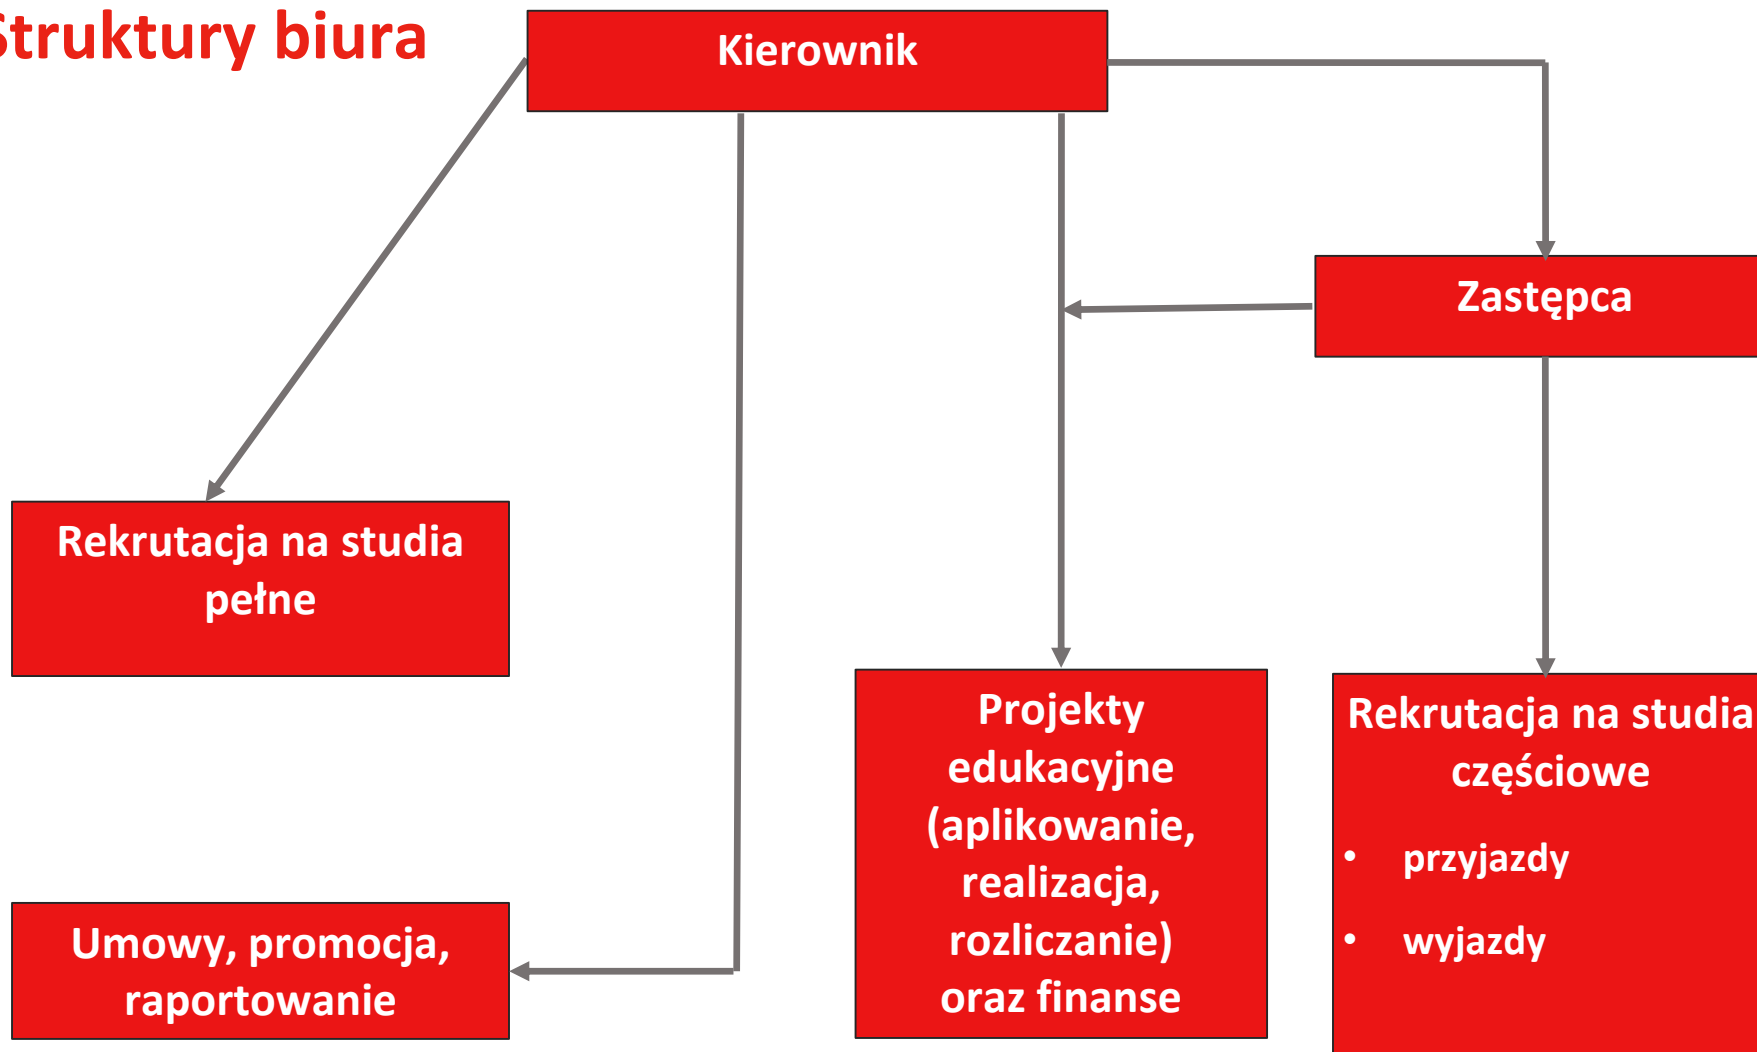 Struktury biura
Kierownik
Zastępca
Rekrutacja na studia
pełne
Umowy, promocja,
raportowanie
Projekty
edukacyjne
(aplikowanie,
realizacja,
rozliczanie)
oraz finanse
Rekrutacja na studia
częściowe
• przyjazdy
• wyjazdy